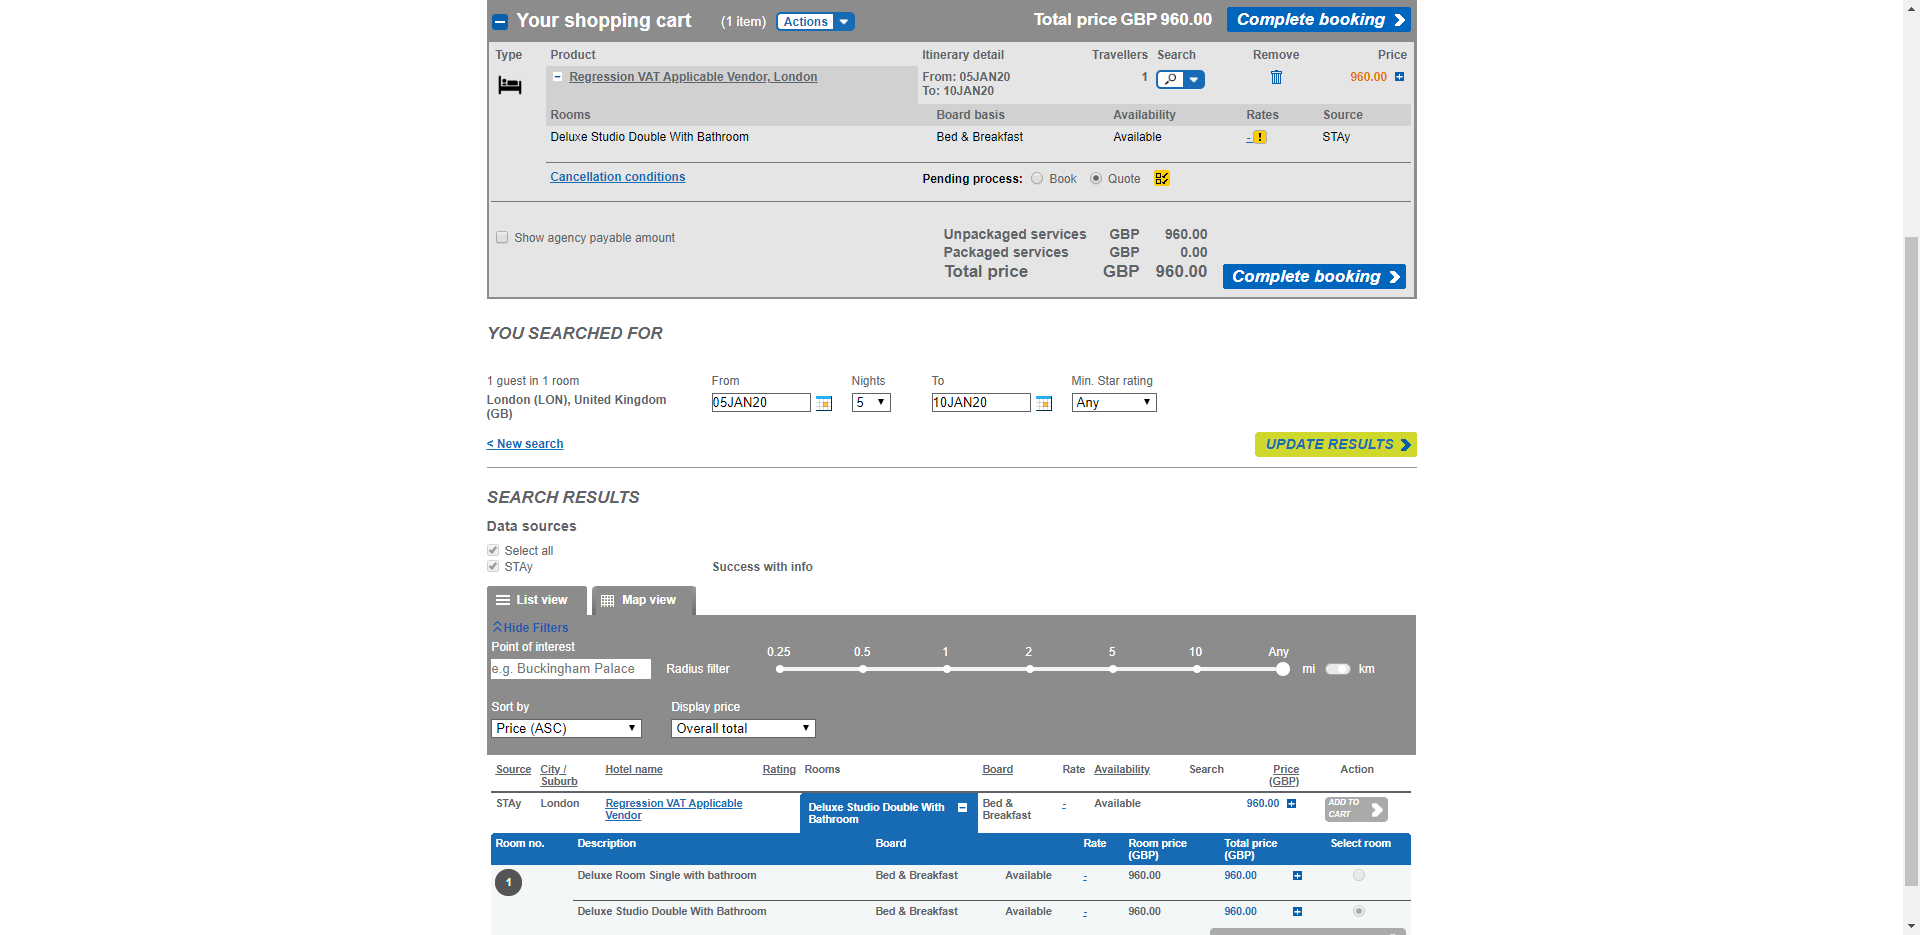 Your shopping cart (1 item) Actions Total price GBP 960.00 Complete booking
Type Product Itinerary detail Travellers Search Remove Price
Regression VAT Applicable Vendor, London From: 05JAN20 1 960.00
To: 10JAN20
Rooms Board basis Availability Rates Source
Deluxe Studio Double With Bathroom Bed & Breakfast Available - ! STAy
Cancellation conditions Pending process: Book Quote
Show agency payable amount
Unpackaged services GBP 960.00
Packaged services GBP 0.00
Total price GBP 960.00 Complete booking
YOU SEARCHED FOR
1 guest in 1 room From Nights To Min. Star rating
London (LON), United Kingdom 05JAN20 5 10JAN20 Any
(GB)
< New search UPDATE RESULTS
SEARCH RESULTS
Data sources
Select all
STAy Success with info
List view Map view
Hide Filters
Point of interest 0.25 0.5 1 2 5 10 Any
e.g. Buckingham Palace Radius filter mi km
Sort by Display price
Price (ASC) Overall total
Source City / Hotel name Rating Rooms Board Rate Availability Search Price Action
Suburb (GBP)
STAy London Regression VAT Applicable Deluxe Studio Double With Bed & - Available 960.00 ADD TO
Vendor Bathroom Breakfast CART
Room no. Description Board Rate Room price Total price Select room
(GBP) (GBP)
1 Deluxe Room Single with bathroom Bed & Breakfast Available - 960.00 960.00
Deluxe Studio Double With Bathroom Bed & Breakfast Available - 960.00 960.00